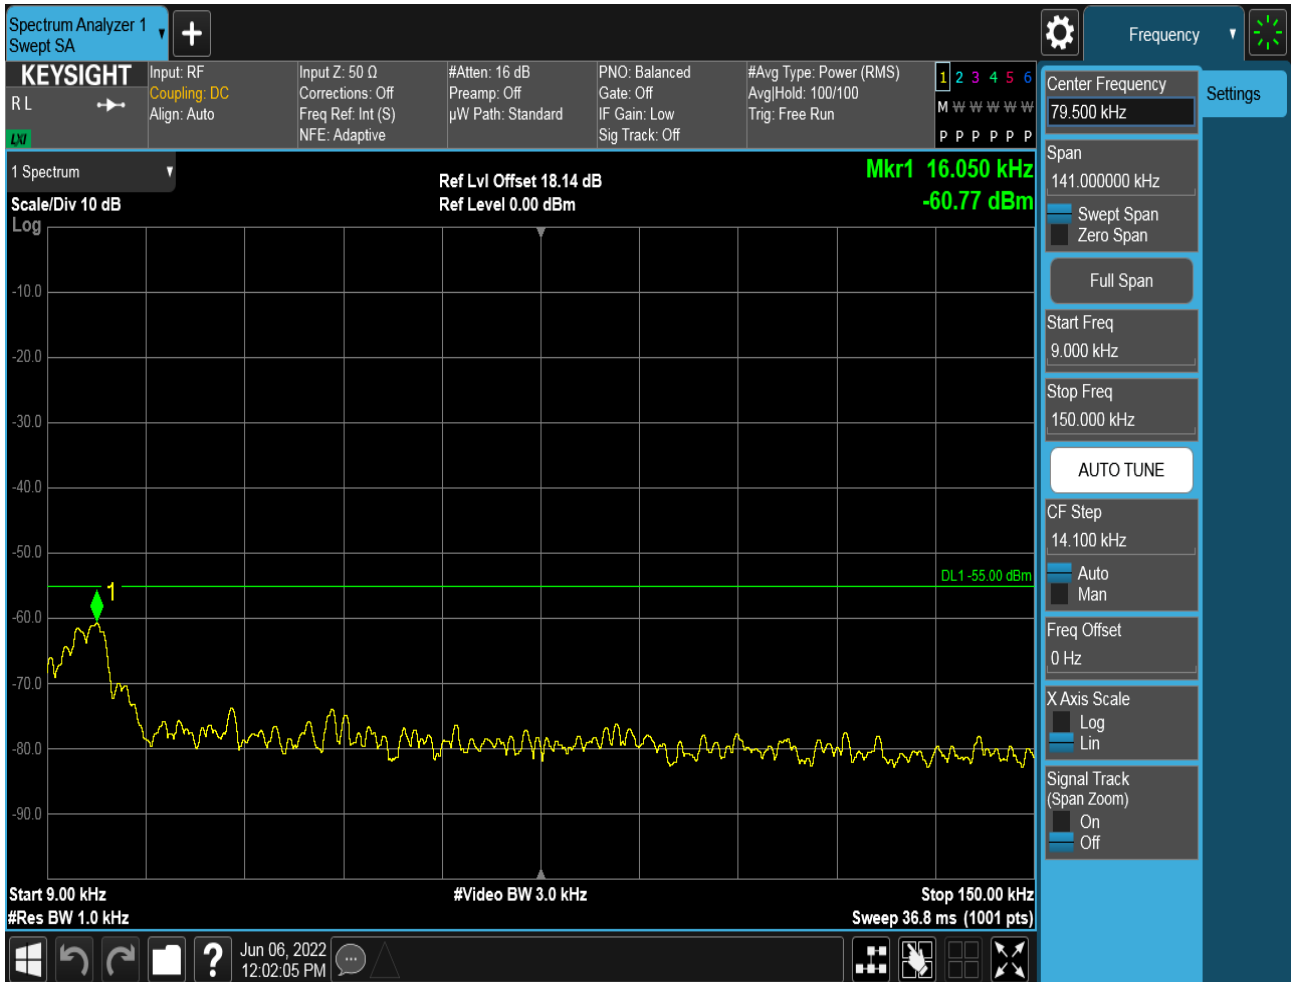 Spectrum Analyzer 1
Swept SA
Frequency
KEYSIGHT
R L
LXI
Input: RF
Coupling: DC
Align: Auto
Input Z: 50 Ω
Corrections: Off
Freq Ref: Int (S)
NFE: Adaptive
#Atten: 16 dB
Preamp: Off
µW Path: Standard
PNO: Balanced
Gate: Off
IF Gain: Low
Sig Track: Off
#Avg Type: Power (RMS)
Avg|Hold: 100/100
Trig: Free Run
1 2 3 4 5 6
M W W W W W
P P P P P P
1 Spectrum
Scale/Div 10 dB
Log
Ref Lvl Offset 18.14 dB
Ref Level 0.00 dBm
Mkr1 16.050 kHz
-60.77 dBm
-10.0
-20.0
-30.0
-40.0
-50.0
-60.0
-70.0
-80.0
-90.0
DL1 -55.00 dBm
1
Start 9.00 kHz
#Res BW 1.0 kHz
#Video BW 3.0 kHz
Stop 150.00 kHz
Sweep 36.8 ms (1001 pts)
Jun 06, 2022
12:02:05 PM
Center Frequency
79.500 kHz
Settings
Span
141.000000 kHz
Swept Span
Zero Span
Full Span
Start Freq
9.000 kHz
Stop Freq
150.000 kHz
AUTO TUNE
CF Step
14.100 kHz
Auto
Man
Freq Offset
0 Hz
X Axis Scale
Log
Lin
Signal Track
(Span Zoom)
On
Off